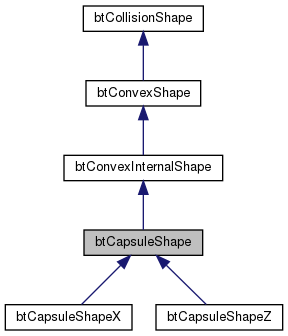 btCollisionShape
btConvexShape
btConvexInternalShape
btCapsuleShape
btCapsuleShapeX
btCapsuleShapeZ